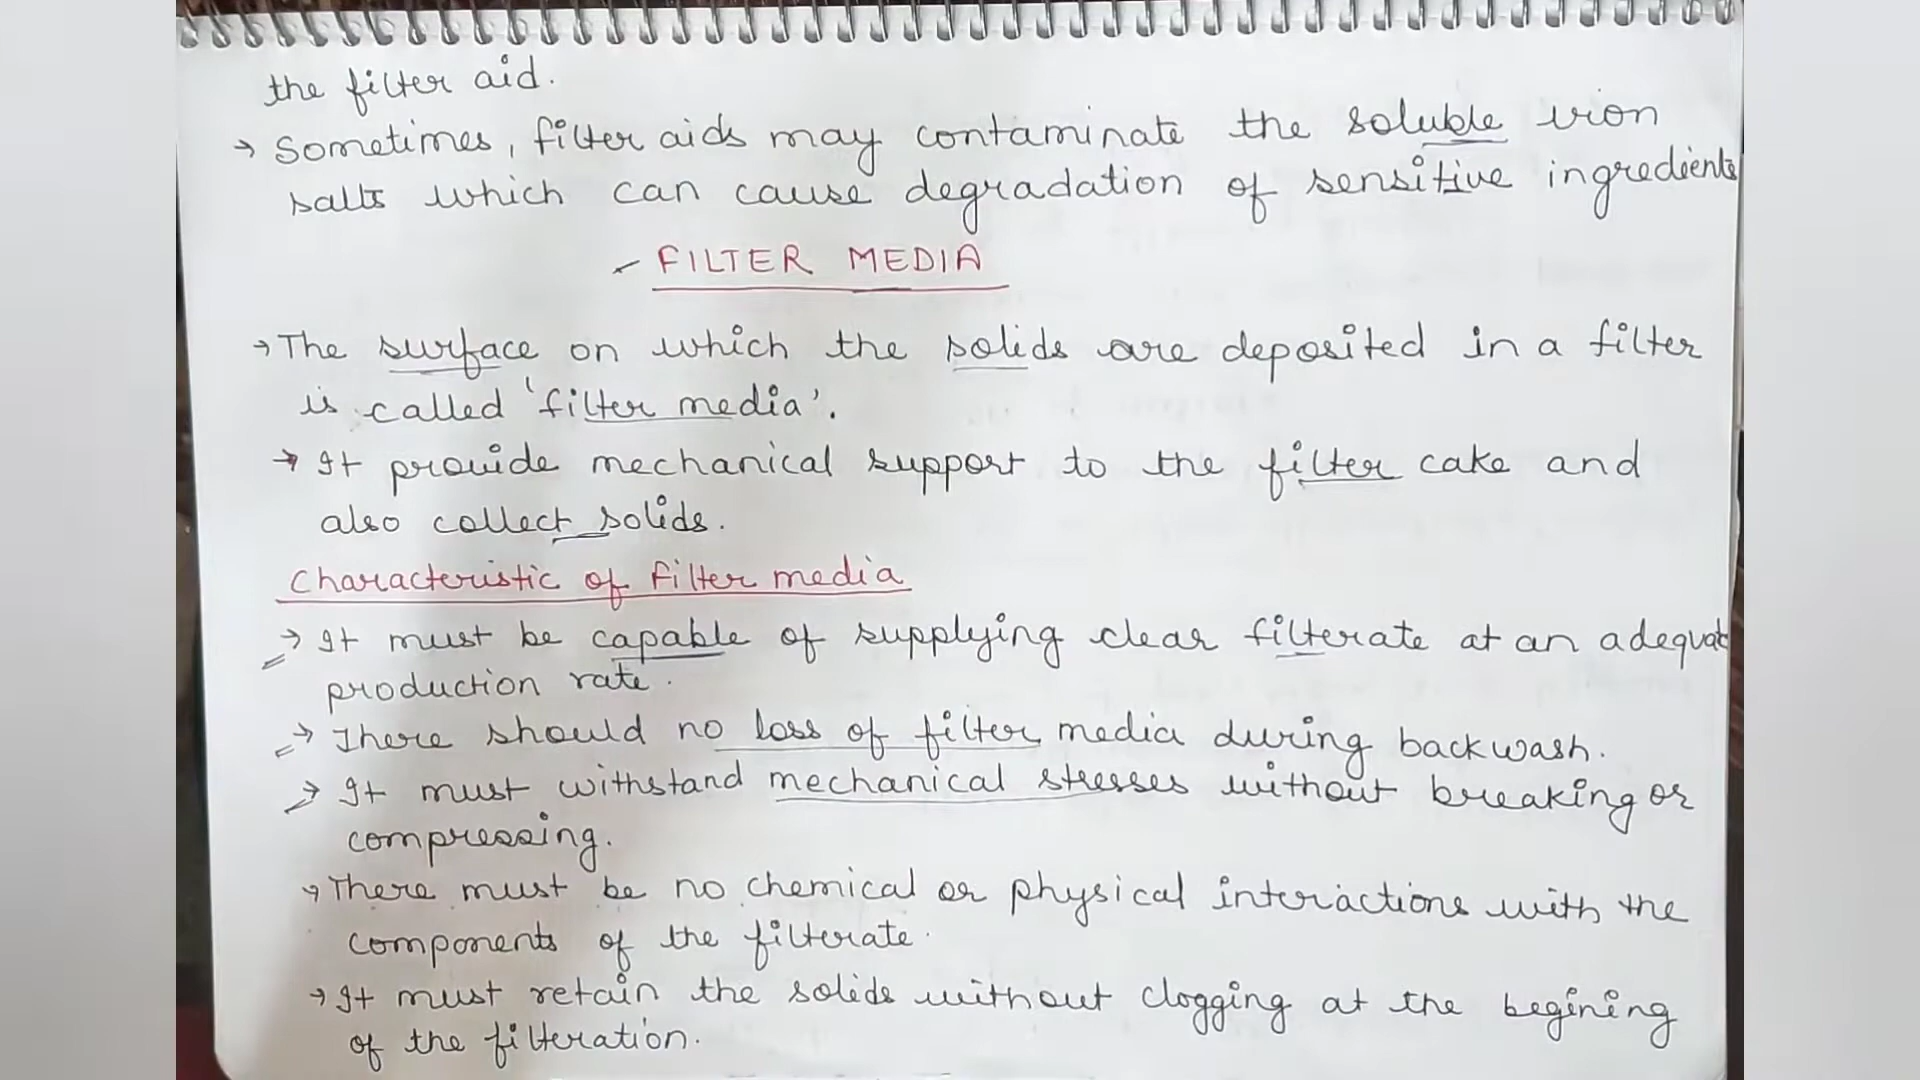 the filter aid.
→ Sometimes, filter aids may contaminate the soluble iron
salts which can cause degradation of sensitive ingredients
FILTER MEDIA
→ The surface on which the solids are deposited in a filter
is called 'filter media'.
→ It provide mechanical support to the filter cake and
also collect solids.
Characteristic of filter media
→ It must be capable of supplying clear filterate at an adequat
production rate.
→ There should no loss of filter media during backwash.
→ It must withstand mechanical stresses without breaking or
compressing.
→ There must be no chemical or physical interactions with the
components of the filterate.
→ It must retain the solids without clogging at the begining
of the filteration.